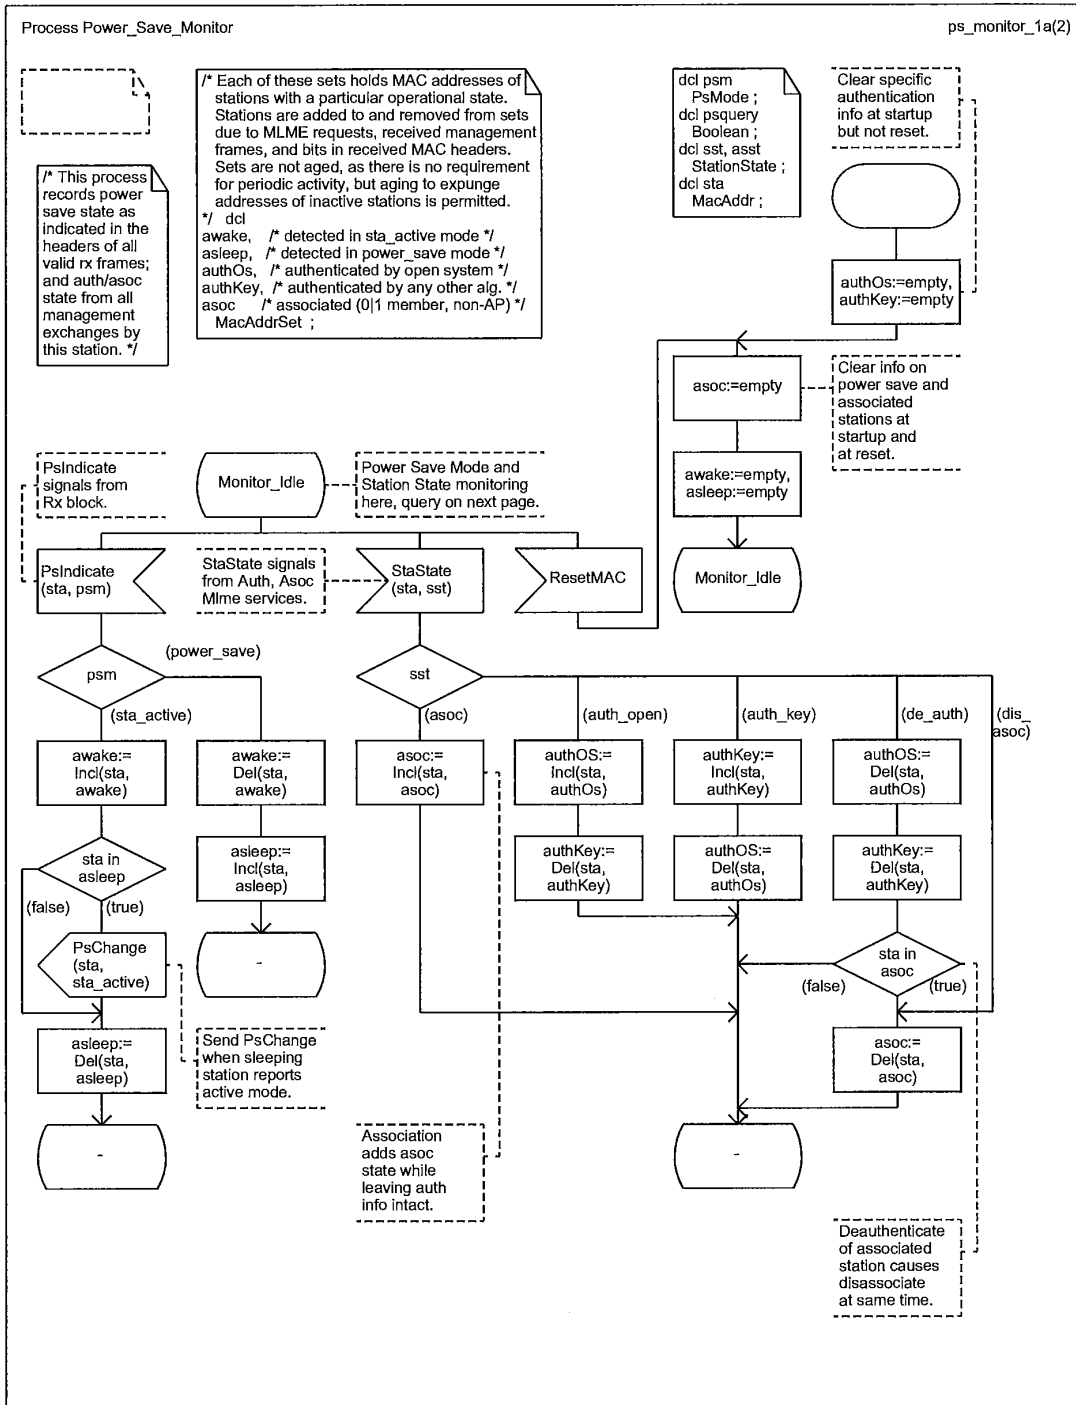 Process Power_Save_Monitor
ps_monitor_1a(2)
/* Each of these sets holds MAC addresses of
stations with a particular operational state.
Stations are added to and removed from sets
due to MLME requests, received management
frames, and bits in received MAC headers.
Sets are not aged, as there is no requirement
for periodic activity, but aging to expunge
addresses of inactive stations is permitted.
*/ dcl
awake, /* detected in sta_active mode */
asleep, /* detected in power_save mode */
authOs, /* authenticated by open system */
authKey, /* authenticated by any other alg. */
asoc /* associated (0|1 member, non-AP) */
MacAddrSet ;
dcl psm
PsMode ;
dcl psquery
Boolean ;
dcl sst, asst
StationState ;
dcl sta
MacAddr ;
Clear specific
authentication
info at startup
but not reset.
/* This process
records power
save state as
indicated in the
headers of all
valid rx frames;
and auth/asoc
state from all
management
exchanges by
this station. */
authOs:=empty,
authKey:=empty
asoc:=empty
Clear info on
power save and
associated
stations at
startup and
at reset.
awake:=empty,
asleep:=empty
Monitor_Idle
PsIndicate
signals from
Rx block.
Monitor_Idle
Power Save Mode and
Station State monitoring
here, query on next page.
PsIndicate
(sta, psm)
StaState signals
from Auth, Asoc
Mlme services.
StaState
(sta, sst)
ResetMAC
psm
(power_save)
(sta_active)
sst
(asoc)
(auth_open)
(auth_key)
(de_auth)
(dis_
asoc)
awake:=
Incl(sta,
awake)
awake:=
Del(sta,
awake)
asoc:=
Incl(sta,
asoc)
authOS:=
Incl(sta,
authOs)
authKey:=
Incl(sta,
authKey)
authOS:=
Del(sta,
authOs)
sta in
asleep
(false)
(true)
asleep:=
Incl(sta,
asleep)
authKey:=
Del(sta,
authKey)
authOS:=
Del(sta,
authOs)
authKey:=
Del(sta,
authKey)
PsChange
(sta,
sta_active)
-
sta in
asoc
(false)
(true)
asleep:=
Del(sta,
asleep)
Send PsChange
when sleeping
station reports
active mode.
asoc:=
Del(sta,
asoc)
-
Association
adds asoc
state while
leaving auth
info intact.
-
Deauthenticate
of associated
station causes
disassociate
at same time.